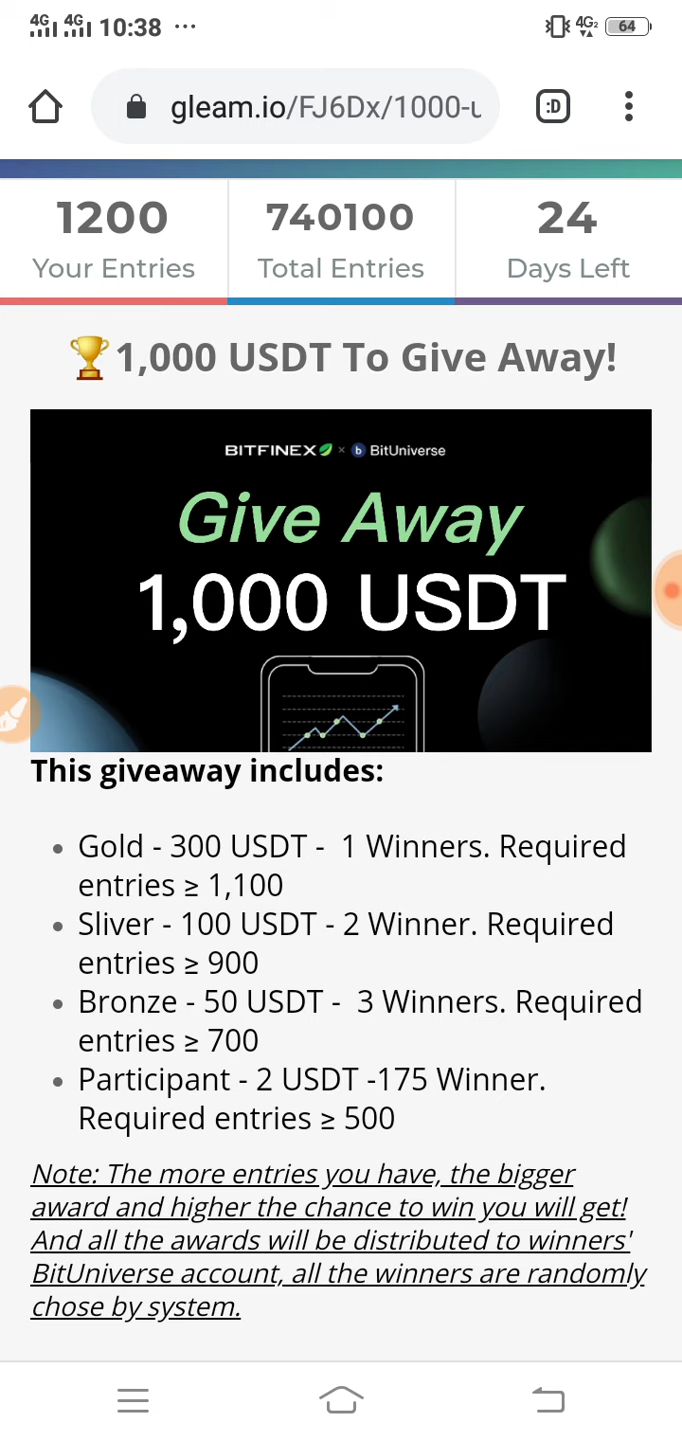 4G 4G 10:38 ...
4G2 64
gleam.io/FJ6Dx/1000-u
:D
1200 740100 24
Your Entries Total Entries Days Left
🏆1,000 USDT To Give Away!
BITFINEX × b BitUniverse
Give Away
1,000 USDT
This giveaway includes:
• Gold - 300 USDT - 1 Winners. Required
entries ≥ 1,100
• Sliver - 100 USDT - 2 Winner. Required
entries ≥ 900
• Bronze - 50 USDT - 3 Winners. Required
entries ≥ 700
• Participant - 2 USDT -175 Winner.
Required entries ≥ 500
Note: The more entries you have, the bigger
award and higher the chance to win you will get!
And all the awards will be distributed to winners'
BitUniverse account, all the winners are randomly
chose by system.